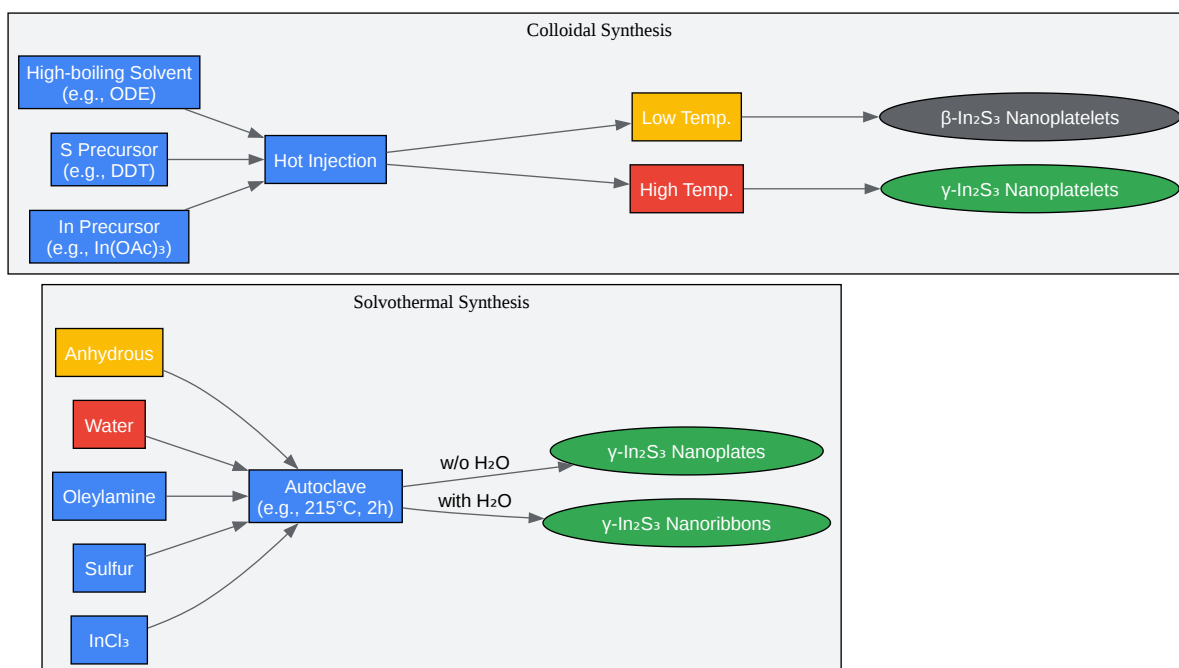 Colloidal Synthesis
High-boiling Solvent
(e.g., ODE)
S Precursor
(e.g., DDT)
In Precursor
(e.g., In(OAc)₃)
Hot Injection
Low Temp.
High Temp.
β-In₂S₃ Nanoplatelets
γ-In₂S₃ Nanoplatelets
Solvothermal Synthesis
Anhydrous
Water
Oleylamine
Sulfur
InCl₃
Autoclave
(e.g., 215°C, 2h)
w/o H₂O
with H₂O
γ-In₂S₃ Nanoplates
γ-In₂S₃ Nanoribbons